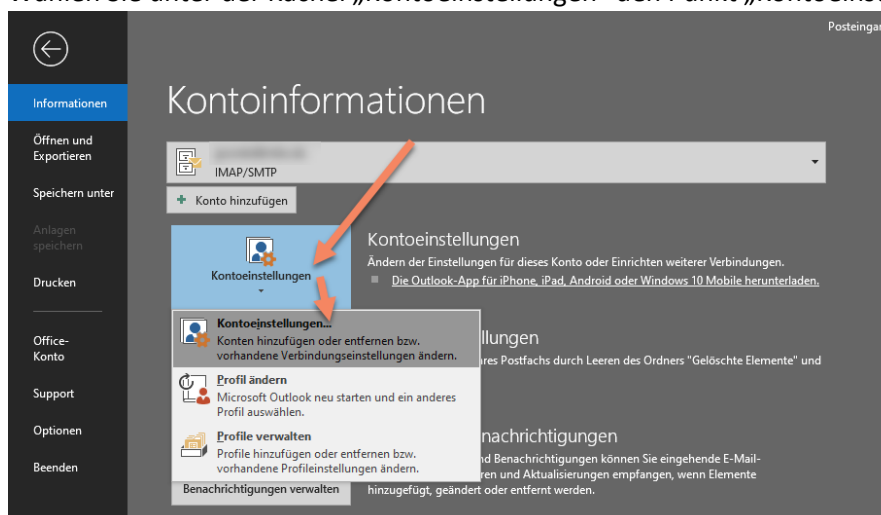 Wählen Sie unter der Kachel „Kontoeinstellungen“ den Punkt
Posteingan
Informationen
Öffnen und
Exportieren
Speichern unter
Anlagen
speichern
Drucken
Office-
Konto
Support
Optionen
Beenden
Kontoinformationen
IMAP/SMTP
Konto hinzufügen
Kontoeinstellungen
Kontoeinstellungen
Ändern der Einstellungen für dieses Konto oder Einrichten weiterer Verbindungen.
Die Outlook-App für iPhone, iPad, Android oder Windows 10 Mobile herunterladen.
Kontoeinstellungen...
Konten hinzufügen oder entfernen bzw.
vorhandene Verbindungseinstellungen ändern.
Profil ändern
Microsoft Outlook neu starten und ein anderes
Profil auswählen.
Profile verwalten
Profile hinzufügen oder entfernen bzw.
vorhandene Profileinstellungen ändern.
llungen
res Postfachs durch Leeren des Ordners "Gelöschte Elemente" und
nachrichtigungen
d Benachrichtigungen können Sie eingehende E-Mail-
ren und Aktualisierungen empfangen, wenn Elemente
hinzugefügt, geändert oder entfernt werden.
Benachrichtigungen verwalten